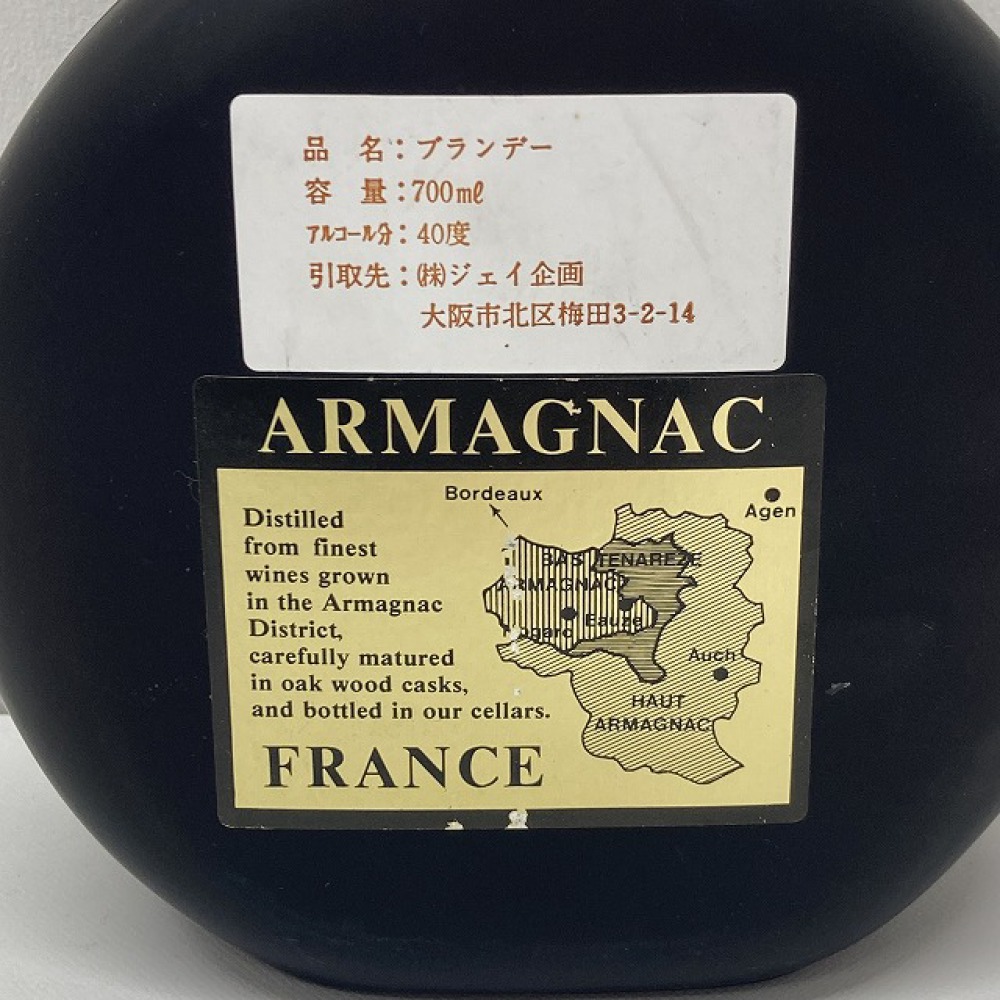 品 名：ブランデー
容 量：700mℓ
アルコール分：40度
引取先：㈱ジェイ企画
大阪市北区梅田3-2-14
ARMAGNAC
Bordeaux
Agen
Distilled
from finest
wines grown
in the Armagnac
District,
carefully matured
in oak wood casks,
and bottled in our cellars.
BAS TENAREZE
ARMAGNAC
Eauze
Auch
HAUT
ARMAGNAC
FRANCE